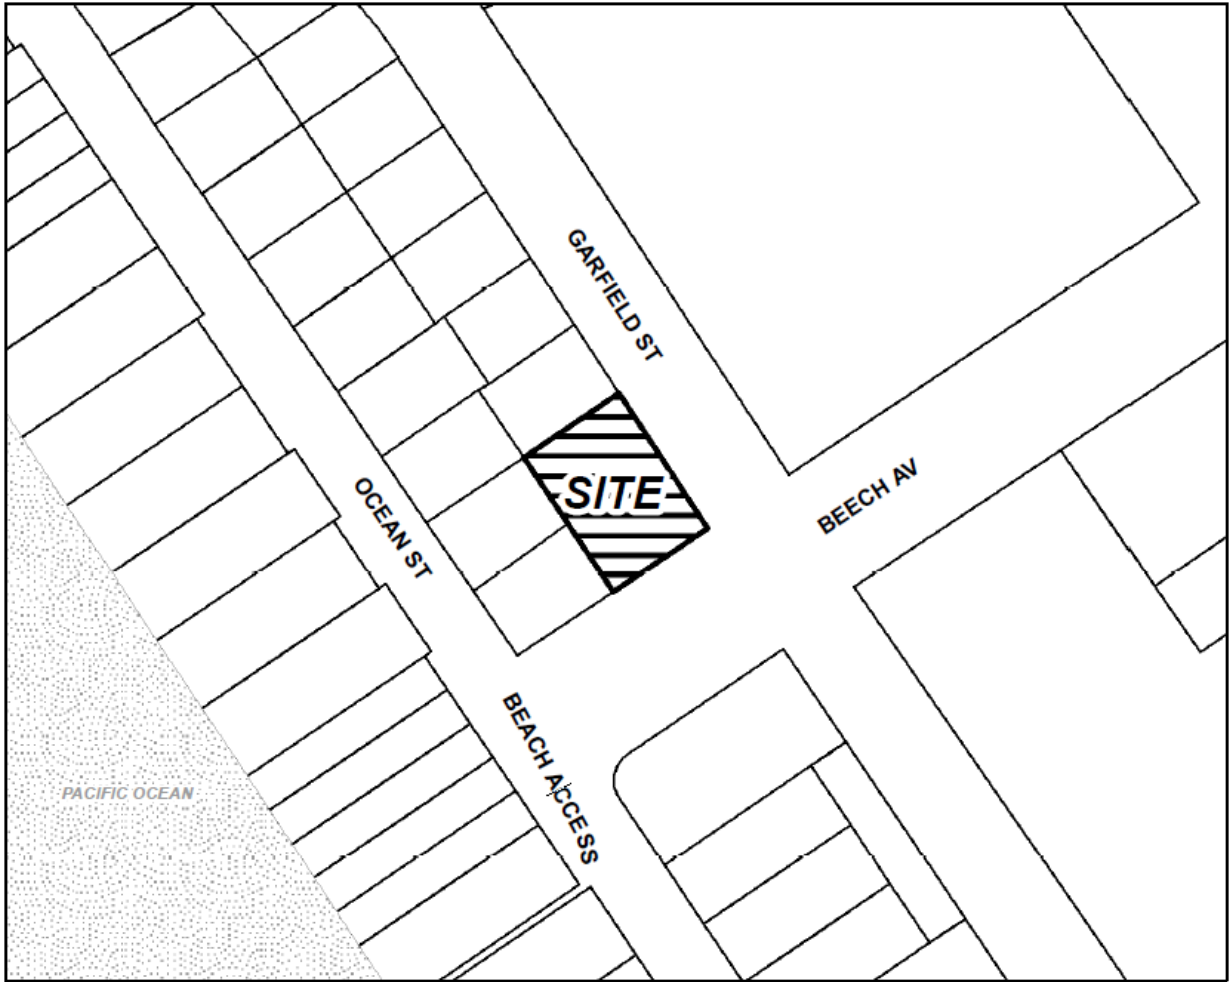 GARFIELD ST
SITE
BEECH AV
OCEAN ST
BEACH ACCESS
PACIFIC OCEAN